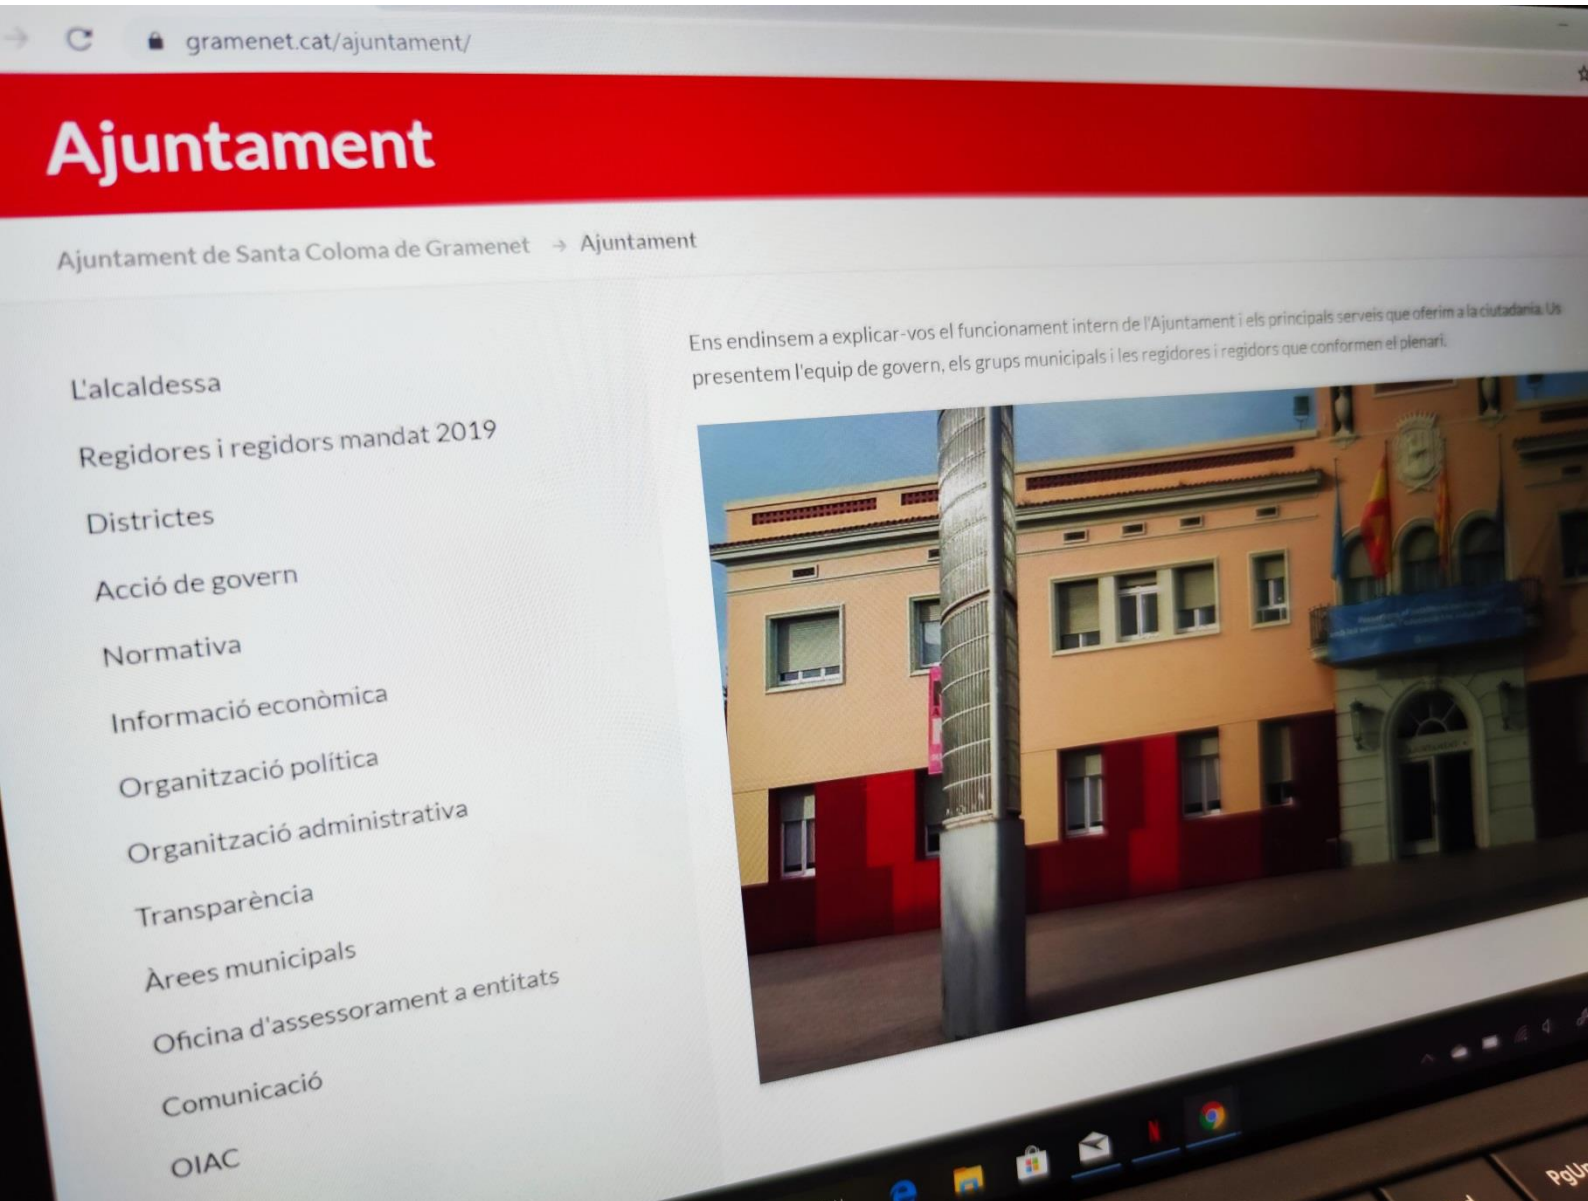 gramenet.cat/ajuntament/
Ajuntament
Ajuntament de Santa Coloma de Gramenet → Ajuntament
L'alcaldessa
Regidores i regidors mandat 2019
Districtes
Acció de govern
Normativa
Informació econòmica
Organització política
Organització administrativa
Transparència
Àrees municipals
Oficina d'assessorament a entitats
Comunicació
OIAC
Ens endinsem a explicar-vos el funcionament intern de l'Ajuntament i els principals serveis que oferim a la ciutadania. Us
presentem l'equip de govern, els grups municipals i les regidores i regidors que conformen el plenari.
N
PgUp